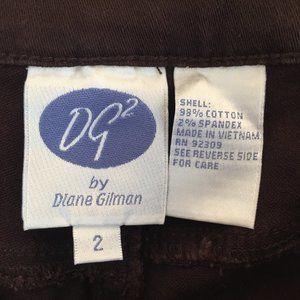 DG2
by
Diane Gilman
2
SHELL:
98% COTTON
2% SPANDEX
MADE IN VIETNAM
RN 92309
SEE REVERSE SIDE
FOR CARE